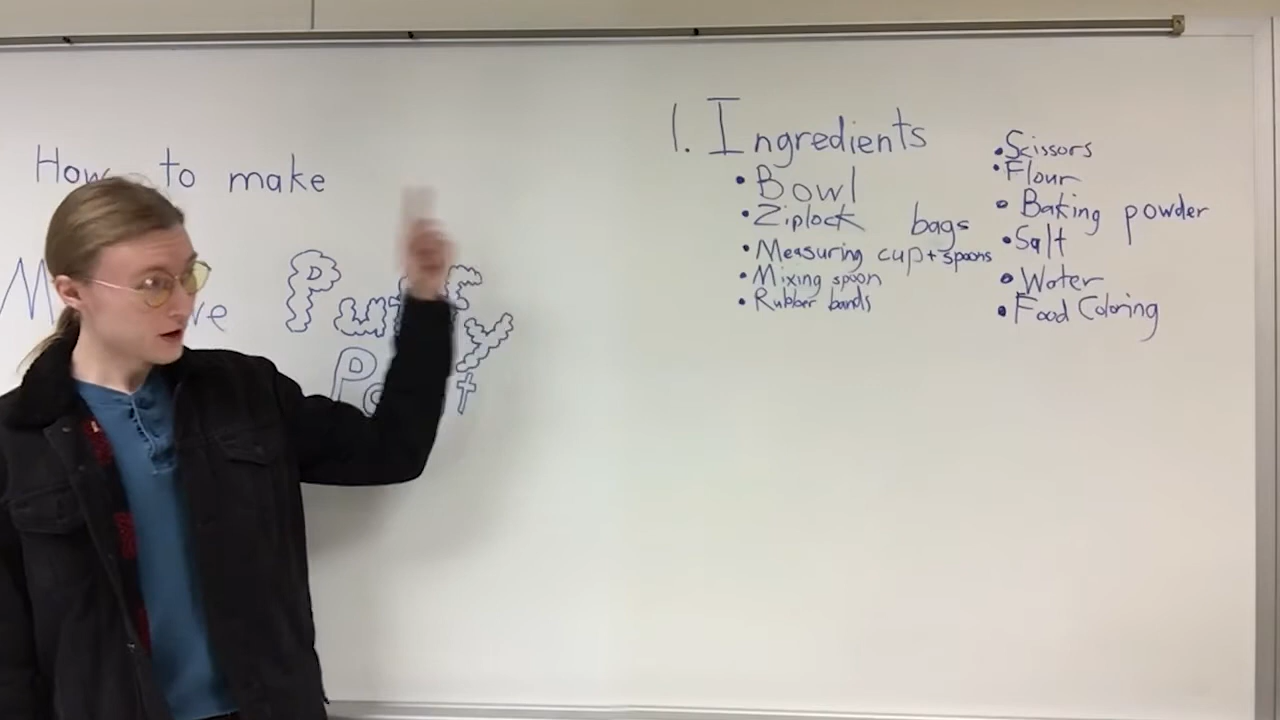 How to make
Puffy
1. Ingredients
• Bowl
• Ziplock bags
• Measuring cup + spoons
• Mixing spoon
• Rubber bands
• Scissors
• Flour
• Baking powder
• Salt
• Water
• Food Coloring